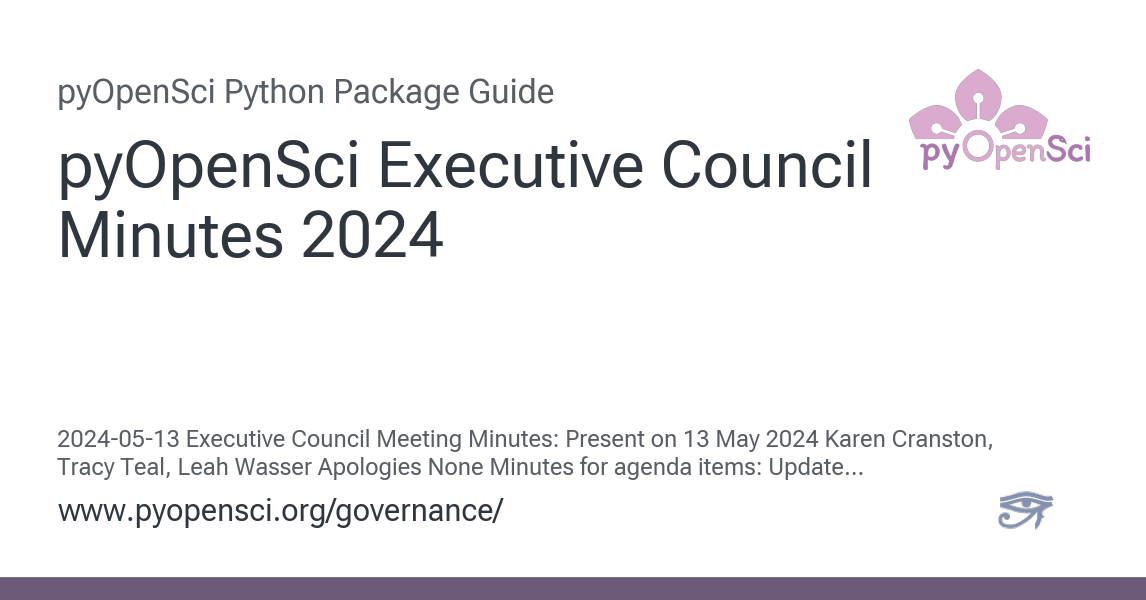 pyOpenSci Python Package Guide
pyOpenSci
pyOpenSci Executive Council
Minutes 2024
2024-05-13 Executive Council Meeting Minutes: Present on 13 May 2024 Karen Cranston,
Tracy Teal, Leah Wasser Apologies None Minutes for agenda items: Update...
www.pyopensci.org/governance/